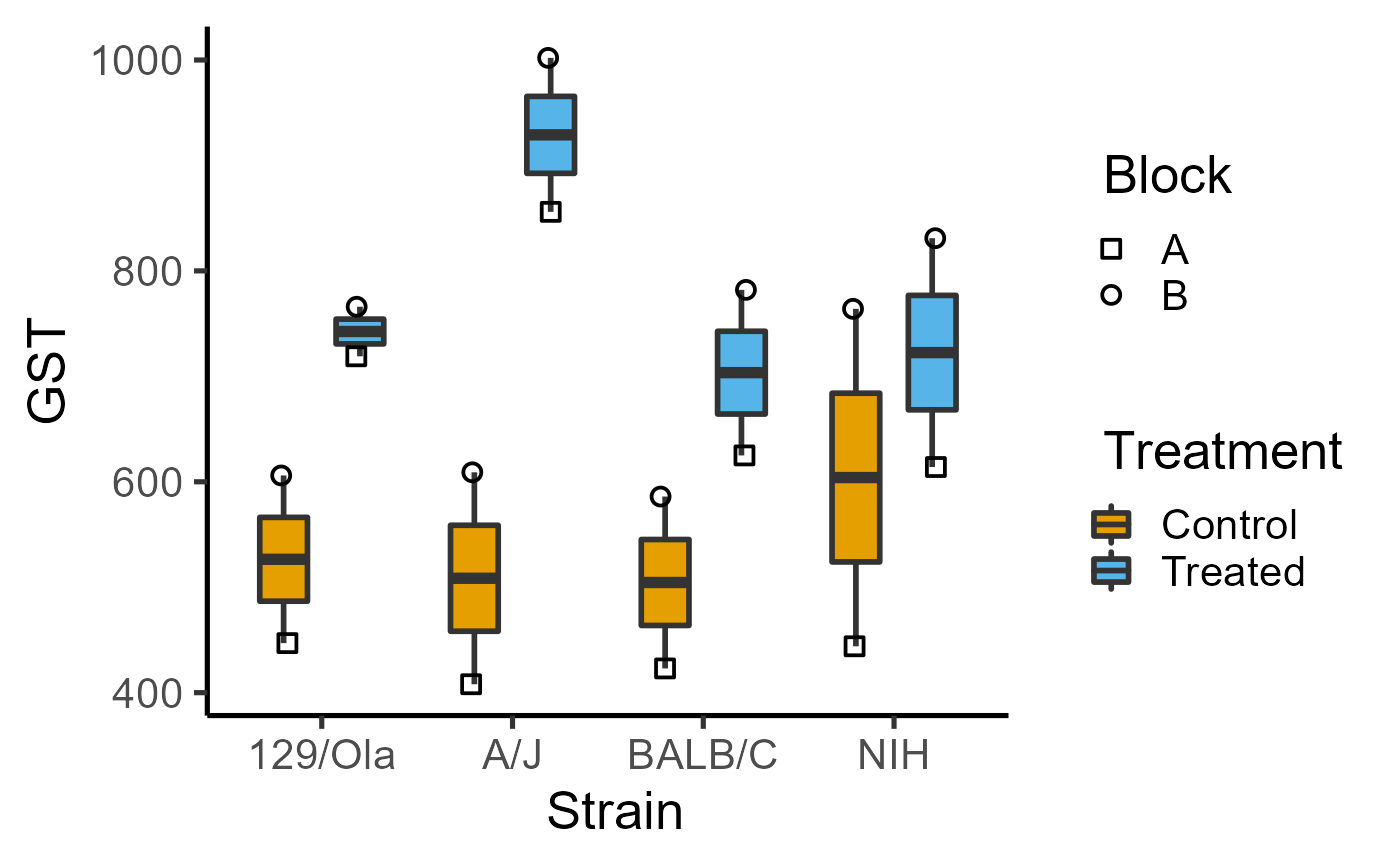 GST
1000
800
600
400
129/Ola A/J BALB/C NIH
Strain
Block
A
B
Treatment
Control
Treated